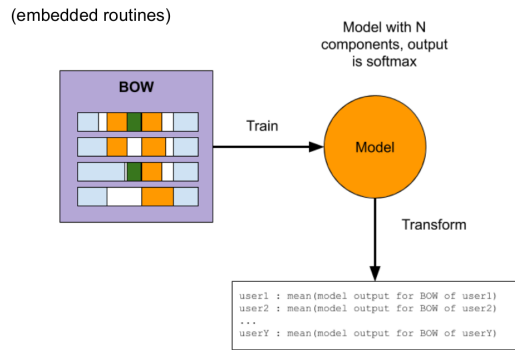 (embedded routines)
Model with N
components, output
is softmax
BOW
Train
Model
Transform
user1 : mean(model output for BOW of user1)
user2 : mean(model output for BOW of user2)
...
userY : mean(model output for BOW of userY)